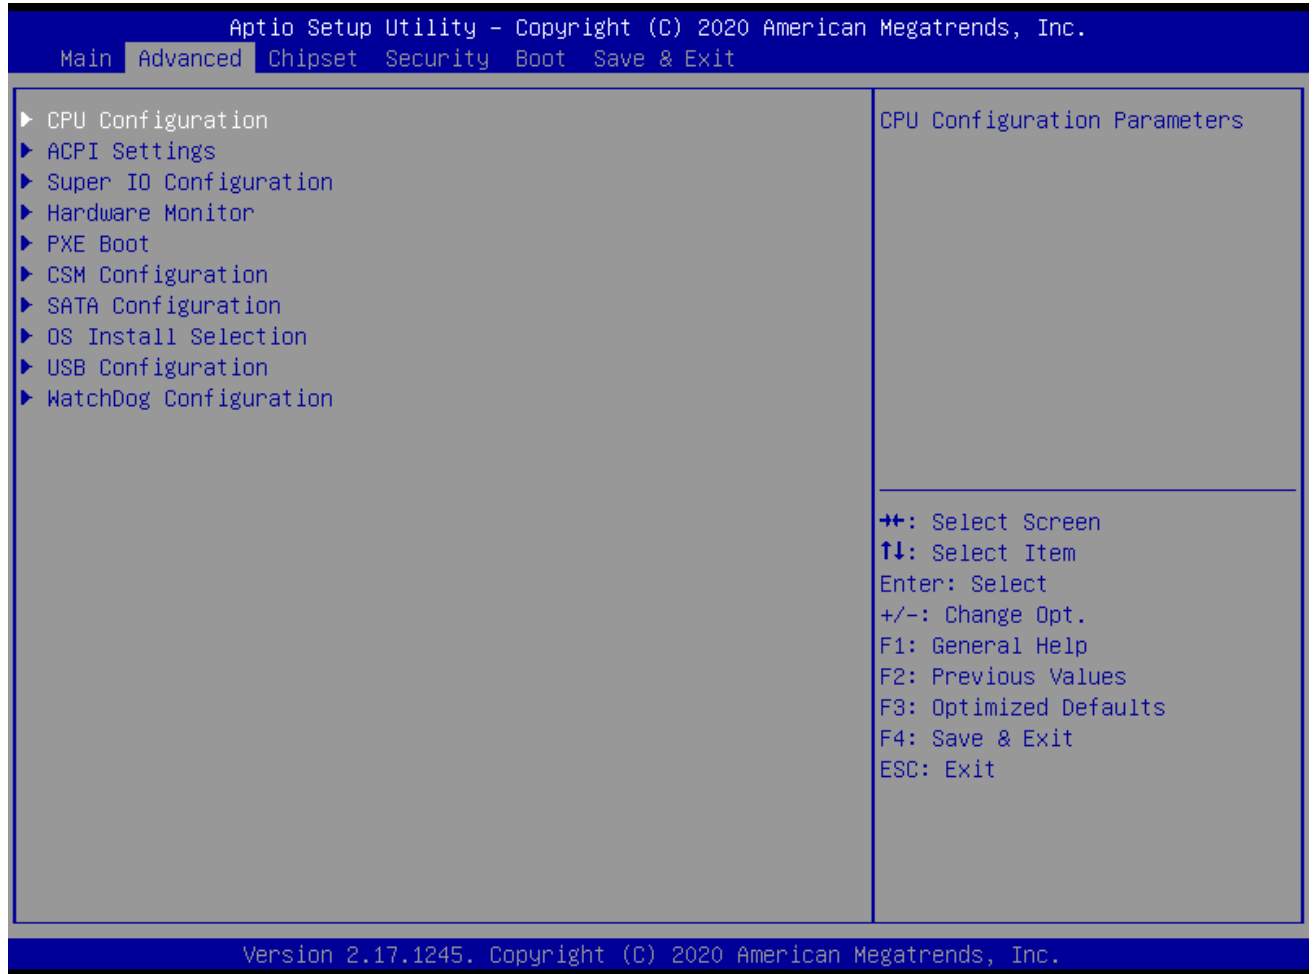 Aptio Setup Utility – Copyright (C) 2020 American Megatrends, Inc.
Main Advanced Chipset Security Boot Save & Exit
CPU Configuration
ACPI Settings
Super IO Configuration
Hardware Monitor
PXE Boot
CSM Configuration
SATA Configuration
OS Install Selection
USB Configuration
WatchDog Configuration
CPU Configuration Parameters
→←: Select Screen
↑↓: Select Item
Enter: Select
+/-: Change Opt.
F1: General Help
F2: Previous Values
F3: Optimized Defaults
F4: Save & Exit
ESC: Exit
Version 2.17.1245. Copyright (C) 2020 American Megatrends, Inc.